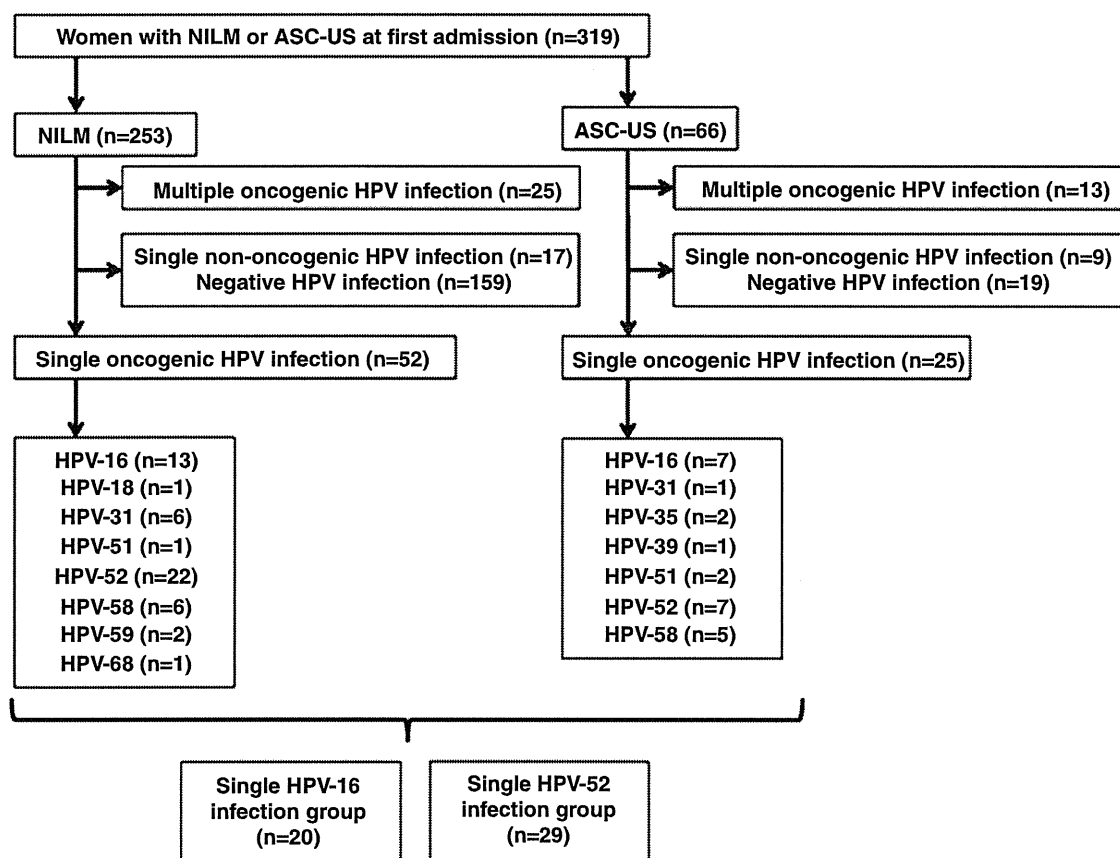 Women with NILM or ASC-US at first admission (n=319)
NILM (n=253)
ASC-US (n=66)
Multiple oncogenic HPV infection (n=25)
Multiple oncogenic HPV infection (n=13)
Single non-oncogenic HPV infection (n=17)
Negative HPV infection (n=159)
Single non-oncogenic HPV infection (n=9)
Negative HPV infection (n=19)
Single oncogenic HPV infection (n=52)
Single oncogenic HPV infection (n=25)
HPV-16 (n=13)
HPV-18 (n=1)
HPV-31 (n=6)
HPV-51 (n=1)
HPV-52 (n=22)
HPV-58 (n=6)
HPV-59 (n=2)
HPV-68 (n=1)
HPV-16 (n=7)
HPV-31 (n=1)
HPV-35 (n=2)
HPV-39 (n=1)
HPV-51 (n=2)
HPV-52 (n=7)
HPV-58 (n=5)
Single HPV-16
infection group
(n=20)
Single HPV-52
infection group
(n=29)